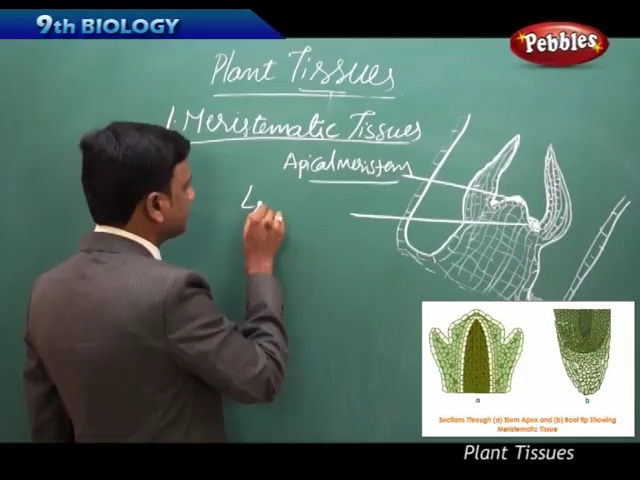 9th BIOLOGY
Pebbles
Plant Tissues
1. Meristematic Tissues
Apical meristem
L
a
b
Sections Through (a) Stem Apex and (b) Root tip Showing
Meristematic Tissue
Plant Tissues